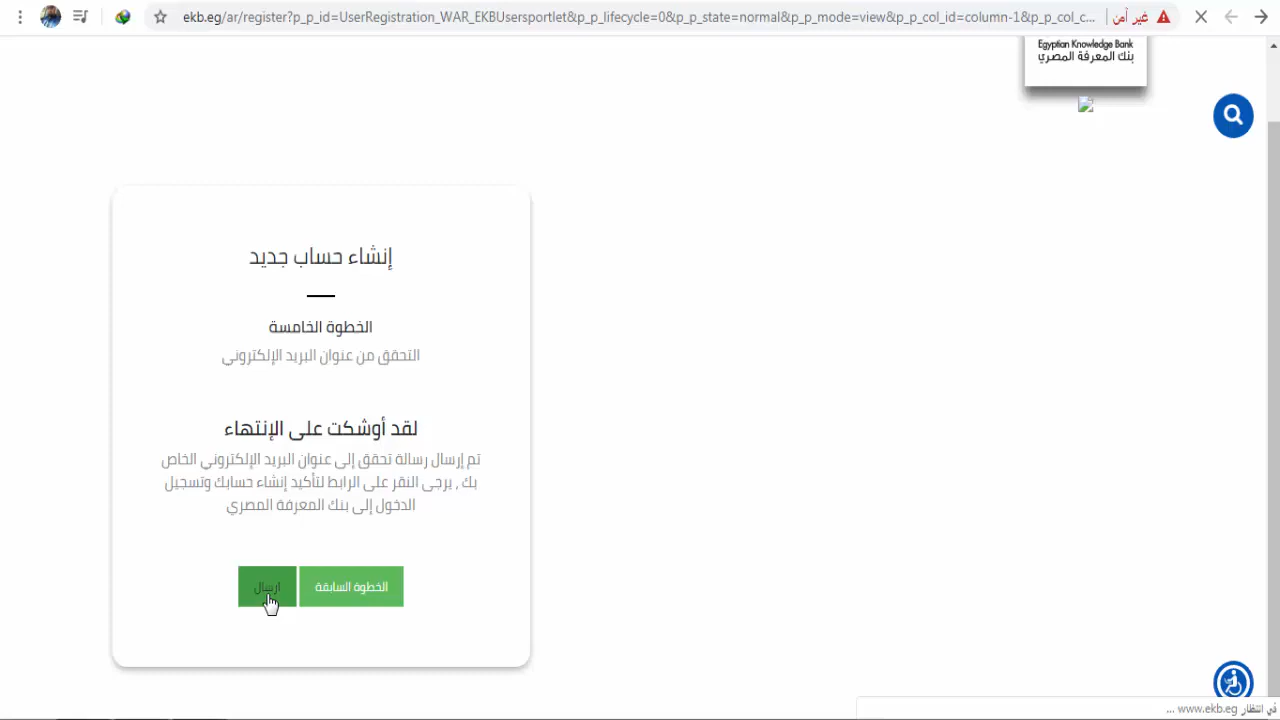 ekb.eg/ar/register?p_p_id=UserRegistration_WAR_EKBUsersportlet&p_p_lifecycle=0&p_p_state=normal&p_p_mode=view&p_p_col_id=column-1&p_p_col_c... غير آمن
Egyptian Knowledge Bank
بنك المعرفة المصري
إنشاء حساب جديد
الخطوة الخامسة
التحقق من عنوان البريد الإلكتروني
لقد أوشكت على الإنتهاء
تم إرسال رسالة تحقق إلى عنوان البريد الإلكتروني الخاص
بك , يرجى النقر على الرابط لتأكيد إنشاء حسابك وتسجيل
الدخول إلى بنك المعرفة المصري
الخطوة السابقة
ارسال
في انتظار www.ekb.eg ...